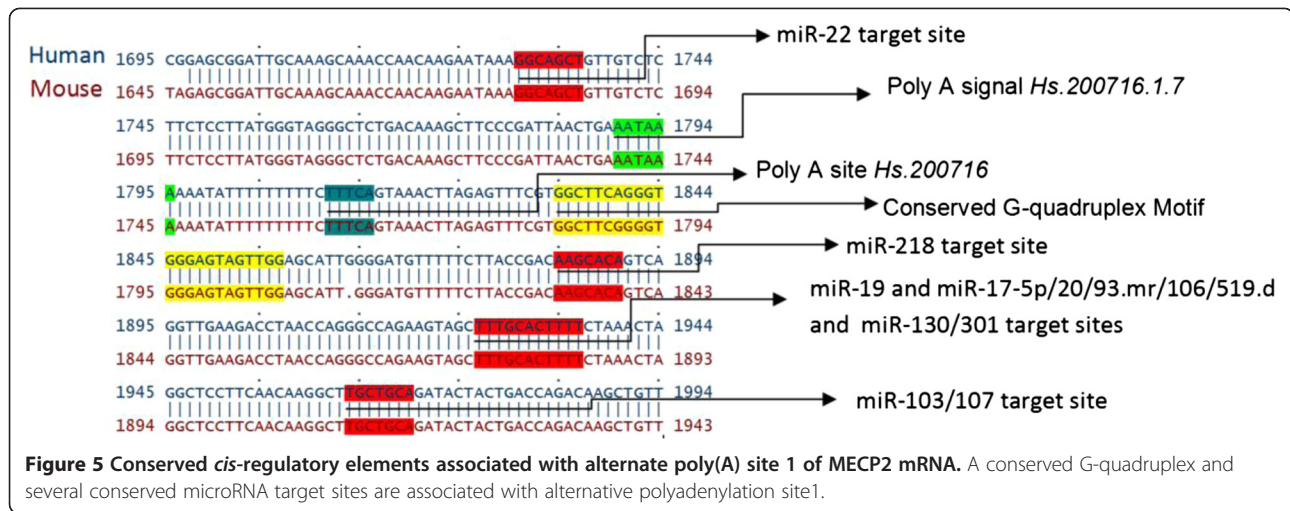 Human 1695 CGGAGCGGATTGCAAAGCAAACCAACAAGAATAAAGGCAGCTGTTGTCTC 1744
miR-22 target site
Mouse 1645 TAGAGCGGATTGCAAAGCAAACCAACAAGAATAAAGGCAGCTGTTGTCTC 1694
Poly A signal Hs.200716.1.7
1745 TTCTCCTTATGGGTAGGGCTCTGACAAAGCTTCCCGATTAACTGAAATAA 1794
1695 TTCTCCTTATGGGTAGGGCTCTGACAAAGCTTCCCGATTAACTGAAATAA 1744
Poly A site Hs.200716
1795 AAAATATTTTTTTTTCTTTCAGTAAACTTAGAGTTTCGTGGCTTCAGGGT 1844
Conserved G-quadruplex Motif
1745 AAAATATTTTTTTTTCTTTCAGTAAACTTAGAGTTTCGTGGCTTCGGGGT 1794
miR-218 target site
1845 GGGAGTAGTTGGAGCATTGGGGATGTTTTTCTTACCGACAAGCACAGTCA 1894
1795 GGGAGTAGTTGGAGCATT.GGGATGTTTTTCTTACCGACAAGCACAGTCA 1843
miR-19 and miR-17-5p/20/93.mr/106/519.d
and miR-130/301 target sites
1895 GGTTGAAGACCTAACCAGGGCCAGAAGTAGCTTTGCACTTTTCTAAACTA 1944
1844 GGTTGAAGACCTAACCAGGGCCAGAAGTAGCTTTGCACTTTTCTAAACTA 1893
1945 GGCTCCTTCAACAAGGCTTGCTGCAGATACTACTGACCAGACAAGCTGTT 1994
miR-103/107 target site
1894 GGCTCCTTCAACAAGGCTTGCTGCAGATACTACTGACCAGACAAGCTGTT 1943
Figure 5 Conserved cis-regulatory elements associated with alternate poly(A) site 1 of MECP2 mRNA. A conserved G-quadruplex and
several conserved microRNA target sites are associated with alternative polyadenylation site1.